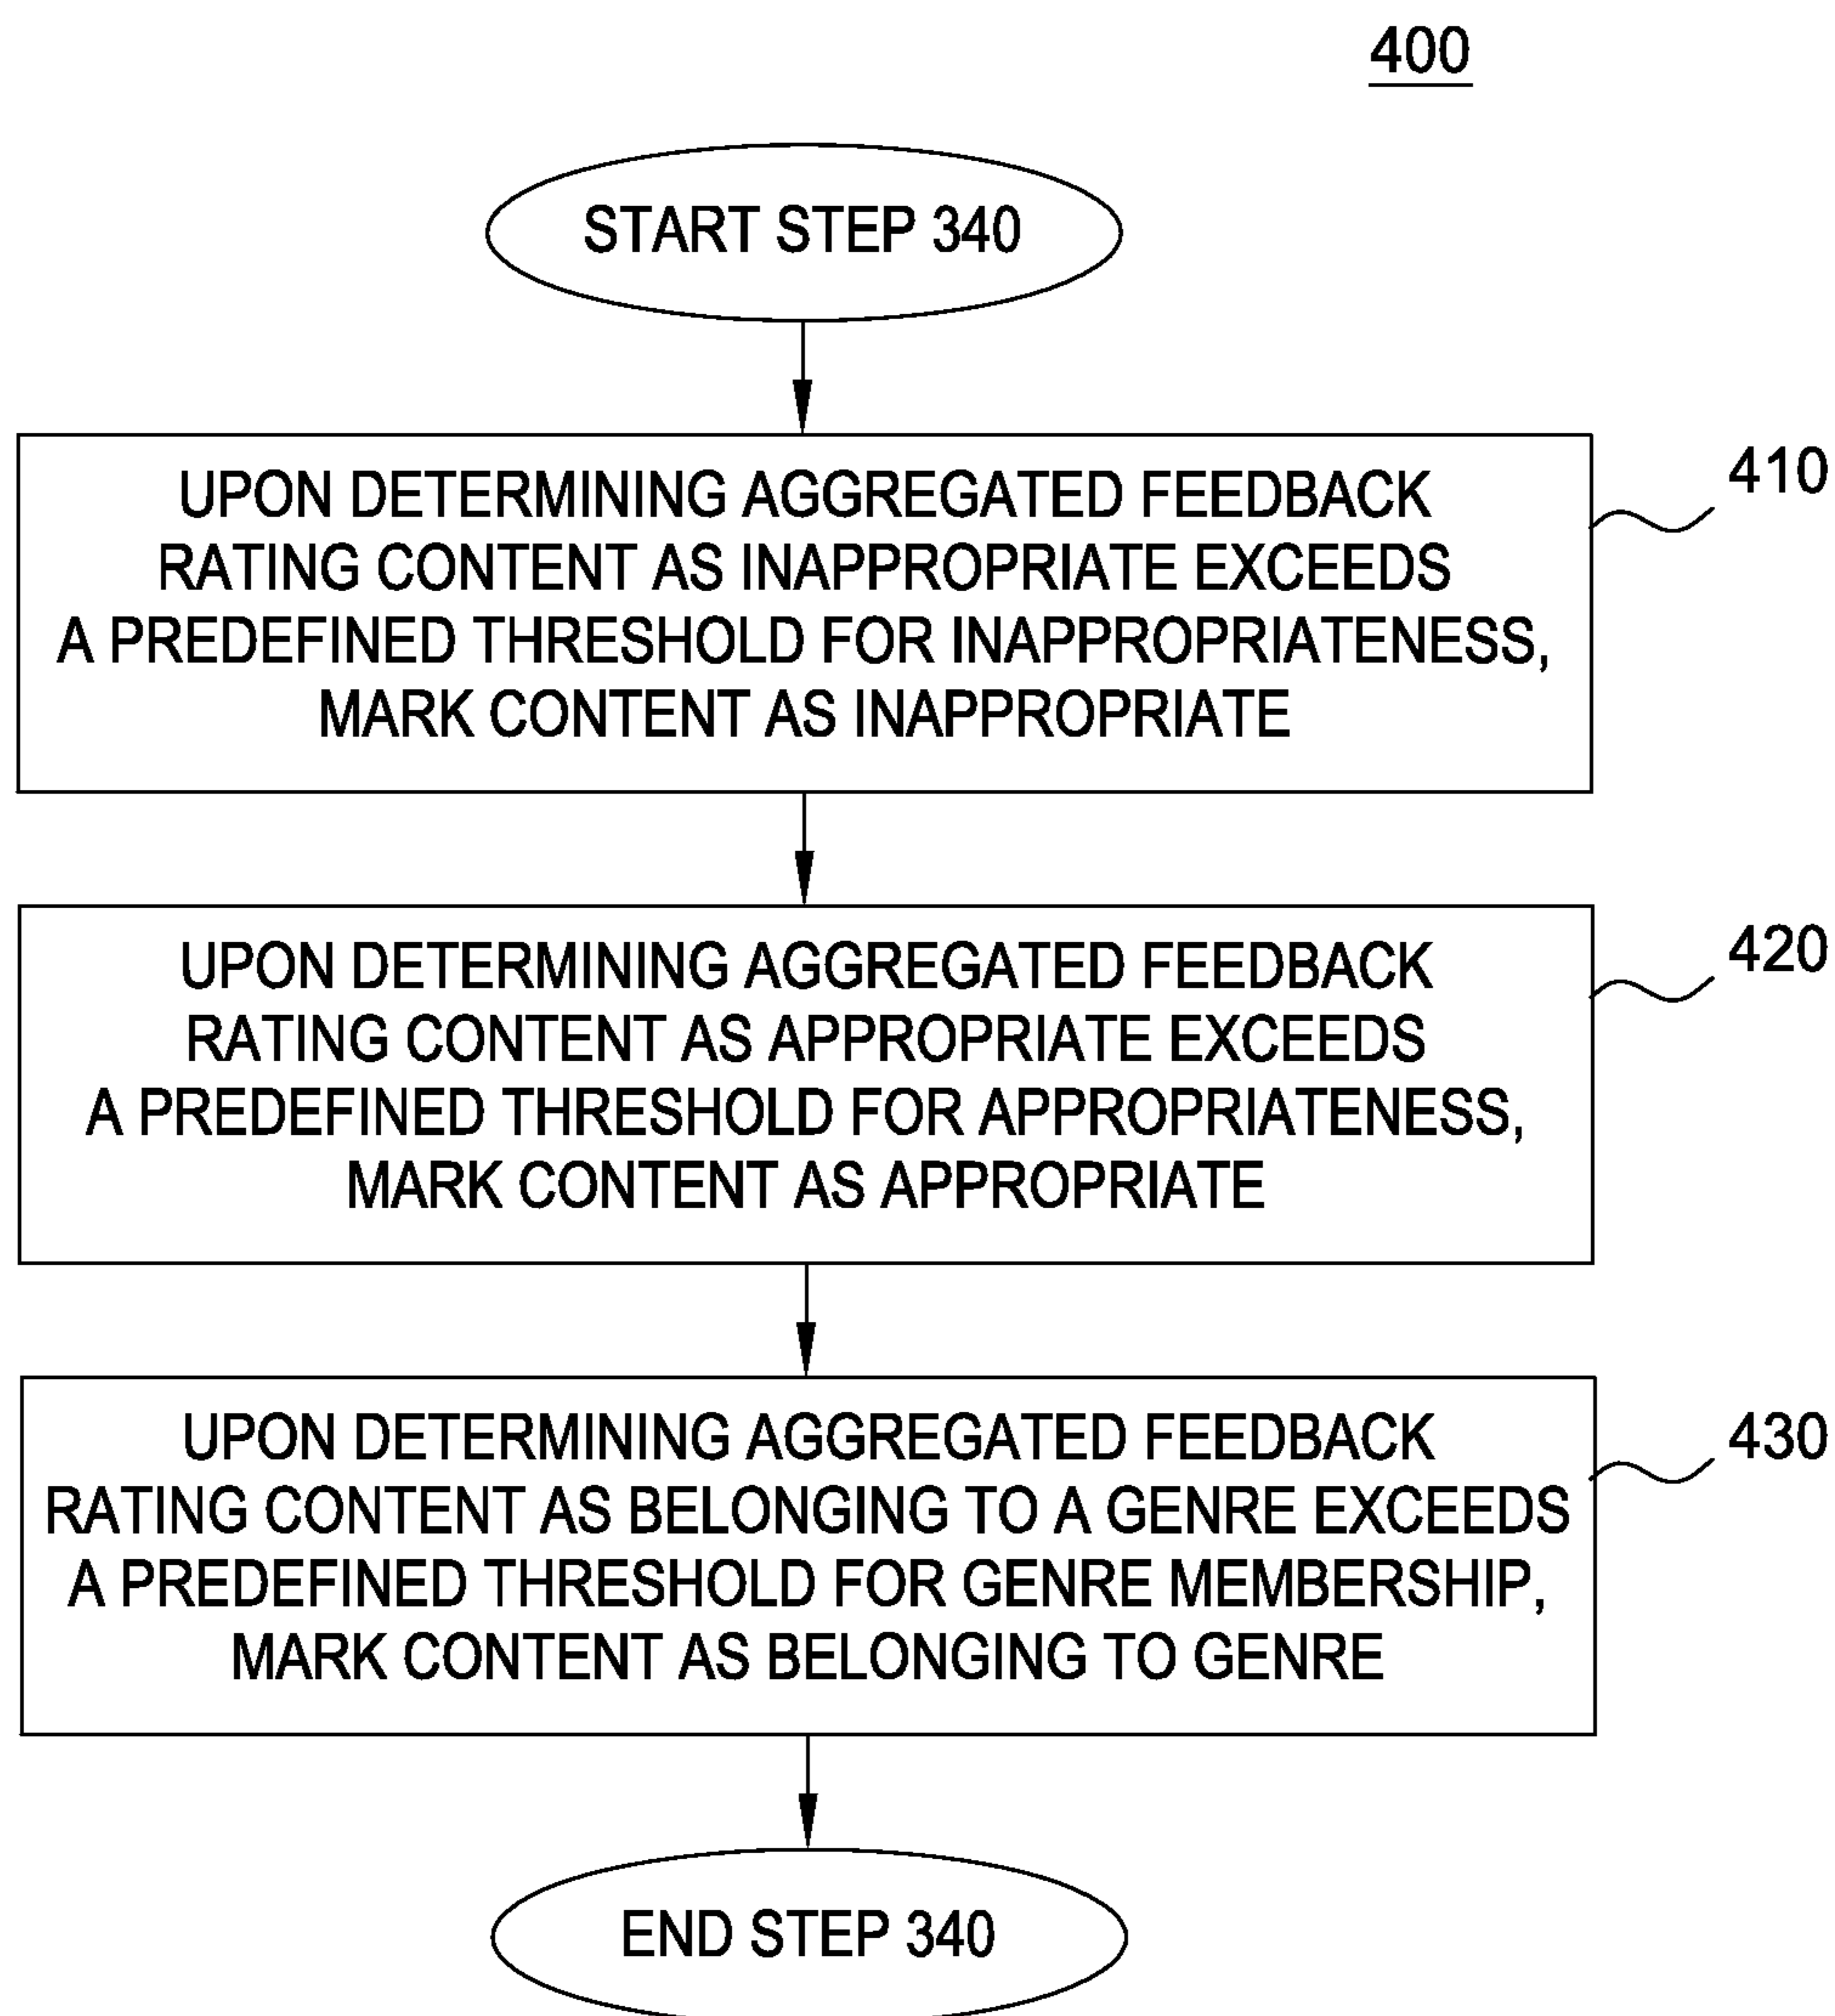 400
START STEP 340
UPON DETERMINING AGGREGATED FEEDBACK
RATING CONTENT AS INAPPROPRIATE EXCEEDS
A PREDEFINED THRESHOLD FOR INAPPROPRIATENESS,
MARK CONTENT AS INAPPROPRIATE
410
UPON DETERMINING AGGREGATED FEEDBACK
RATING CONTENT AS APPROPRIATE EXCEEDS
A PREDEFINED THRESHOLD FOR APPROPRIATENESS,
MARK CONTENT AS APPROPRIATE
420
UPON DETERMINING AGGREGATED FEEDBACK
RATING CONTENT AS BELONGING TO A GENRE EXCEEDS
A PREDEFINED THRESHOLD FOR GENRE MEMBERSHIP,
MARK CONTENT AS BELONGING TO GENRE
430
END STEP 340